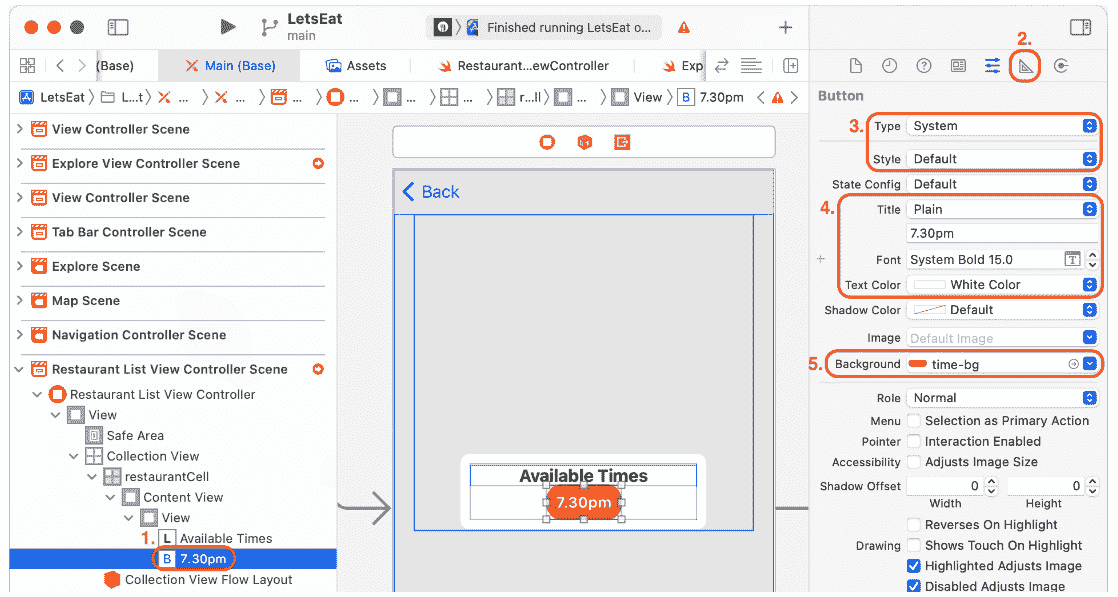 LetsEat
main
Finished running LetsEat o...
2.
(Base)
Main (Base)
Assets
Restaurant...ewController
Exp
LetsEat
L...t
...
...
...
...
...
...
r...ll
...
View
B
7.30pm
View Controller Scene
Explore View Controller Scene
View Controller Scene
Tab Bar Controller Scene
Explore Scene
Map Scene
Navigation Controller Scene
Restaurant List View Controller Scene
Restaurant List View Controller
View
Safe Area
Collection View
restaurantCell
Content View
View
1. L Available Times
B 7.30pm
Collection View Flow Layout
Back
Available Times
7.30pm
Button
3. Type System
Style Default
State Config Default
4. Title Plain
7.30pm
Font System Bold 15.0 T
Text Color White Color
Shadow Color Default
Image Default Image
5. Background time-bg
Role Normal
Menu Selection as Primary Action
Pointer Interaction Enabled
Accessibility Adjusts Image Size
Shadow Offset 0 0
Width Height
Reverses On Highlight
Drawing Shows Touch On Highlight
Highlighted Adjusts Image
Disabled Adjusts Image